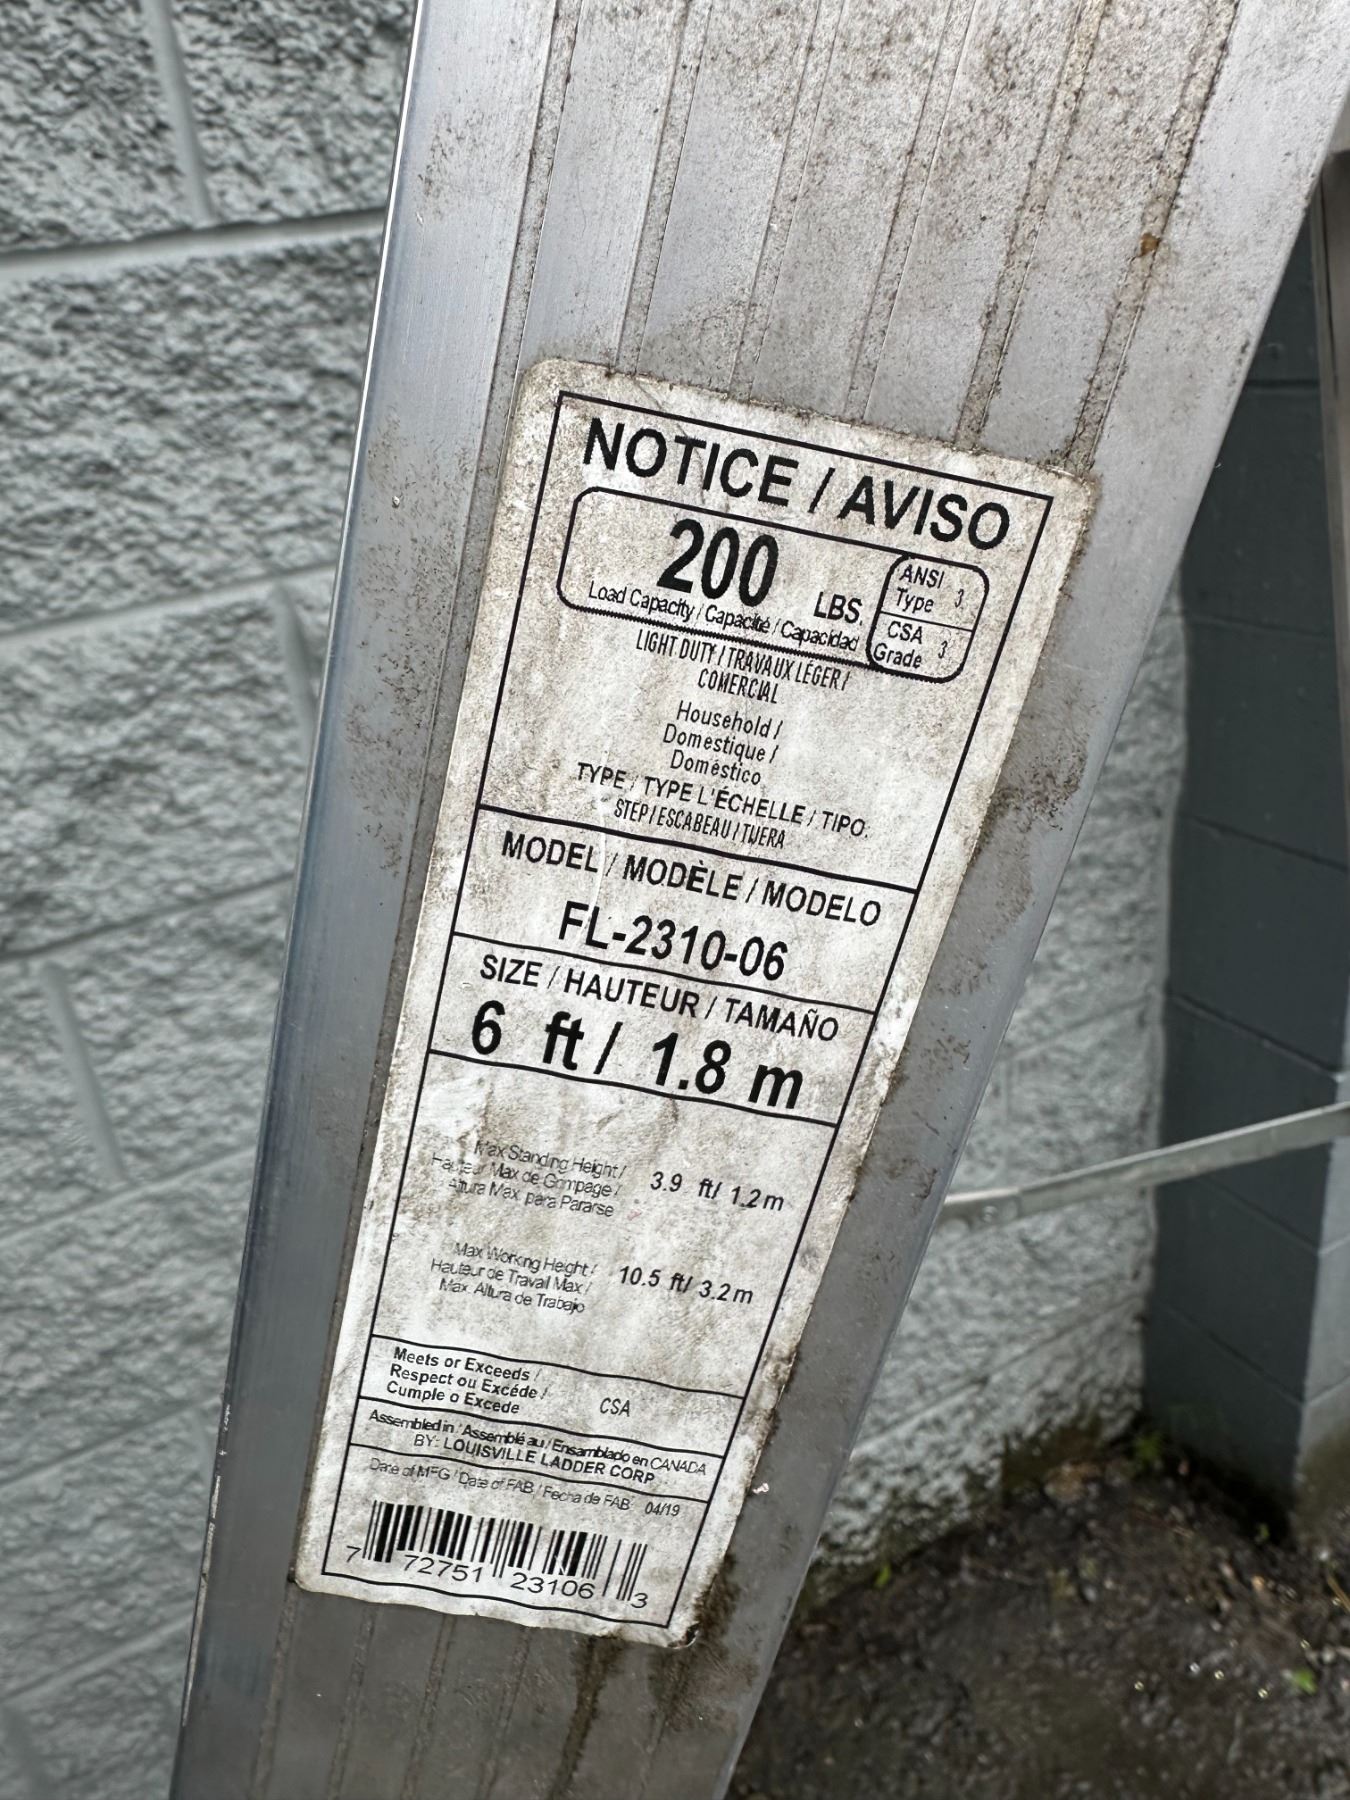 NOTICE / AVISO
200 LBS.
Load Capacity / Capacité / Capacidad
ANSI
Type 3
CSA
Grade 3
LIGHT DUTY / TRAVAUX LÉGER /
COMERCIAL
Household /
Domestique /
Doméstico
TYPE / TYPE L'ÉCHELLE / TIPO.
STEP / ESCABEAU / TIJERA
MODEL / MODÈLE / MODELO
FL-2310-06
SIZE / HAUTEUR / TAMAÑO
6 ft / 1.8 m
Max Standing Height /
Hauteur Max de Grimpage /
Altura Max. para Pararse
3.9 ft/ 1.2 m
Max Working Height /
Hauteur de Travail Max /
Max. Altura de Trabajo
10.5 ft/ 3.2 m
Meets or Exceeds /
Respect ou Excéde /
Cumple o Excede
CSA
Assembled in / Assemblé au / Ensamblado en CANADA
BY: LOUISVILLE LADDER CORP
Date of MFG / Date of FAB / Fecha de FAB 04/19
7 72751 23106 3